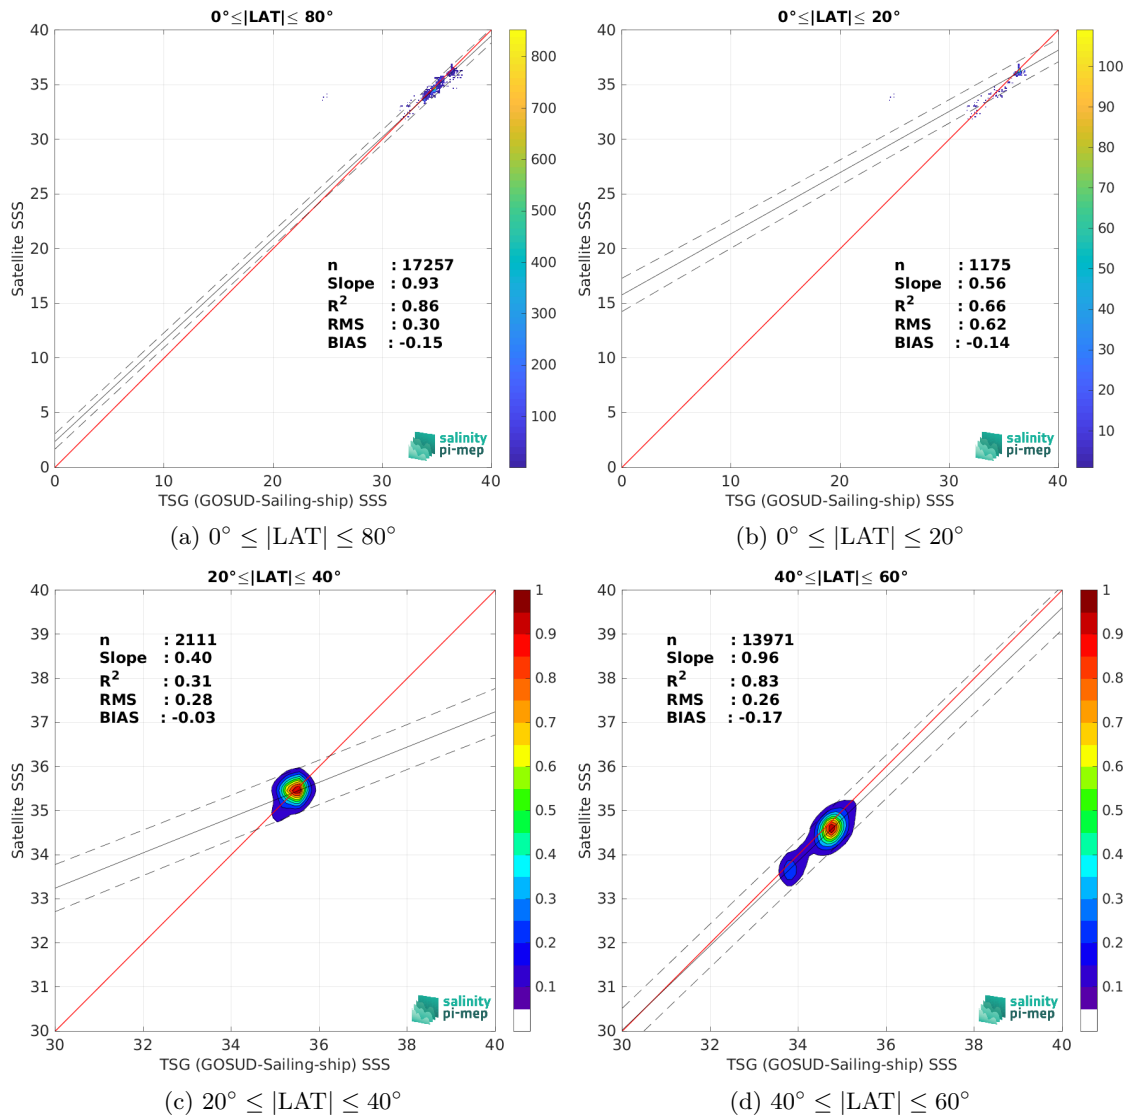 0°≤|LAT|≤ 80°
40
35
30
25
20
15
10
5
0
Satellite SSS
n : 17257
Slope : 0.93
R2 : 0.86
RMS : 0.30
BIAS : -0.15
salinity
pi-mep
0 10 20 30 40
TSG (GOSUD-Sailing-ship) SSS
800
700
600
500
400
300
200
100
(a) 0° ≤ |LAT| ≤ 80°
0°≤|LAT|≤ 20°
40
35
30
25
20
15
10
5
0
Satellite SSS
n : 1175
Slope : 0.56
R2 : 0.66
RMS : 0.62
BIAS : -0.14
salinity
pi-mep
0 10 20 30 40
TSG (GOSUD-Sailing-ship) SSS
100
90
80
70
60
50
40
30
20
10
(b) 0° ≤ |LAT| ≤ 20°
20°≤|LAT|≤ 40°
40
39
38
37
36
35
34
33
32
31
30
Satellite SSS
n : 2111
Slope : 0.40
R2 : 0.31
RMS : 0.28
BIAS : -0.03
salinity
pi-mep
30 32 34 36 38 40
TSG (GOSUD-Sailing-ship) SSS
1
0.9
0.8
0.7
0.6
0.5
0.4
0.3
0.2
0.1
(c) 20° ≤ |LAT| ≤ 40°
40°≤|LAT|≤ 60°
40
39
38
37
36
35
34
33
32
31
30
Satellite SSS
n : 13971
Slope : 0.96
R2 : 0.83
RMS : 0.26
BIAS : -0.17
salinity
pi-mep
30 32 34 36 38 40
TSG (GOSUD-Sailing-ship) SSS
1
0.9
0.8
0.7
0.6
0.5
0.4
0.3
0.2
0.1
(d) 40° ≤ |LAT| ≤ 60°